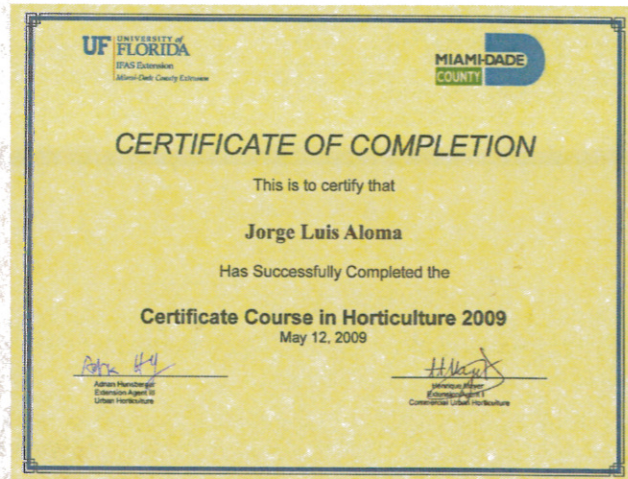 UF UNIVERSITY of
FLORIDA
IFAS Extension
Miami-Dade County Extension
MIAMI-DADE
COUNTY
CERTIFICATE OF COMPLETION
This is to certify that
Jorge Luis Aloma
Has Successfully Completed the
Certificate Course in Horticulture 2009
May 12, 2009
Adrian Hunsberger
Extension Agent III
Urban Horticulture
Henrique Mayer
Extension Agent I
Commercial Urban Horticulture